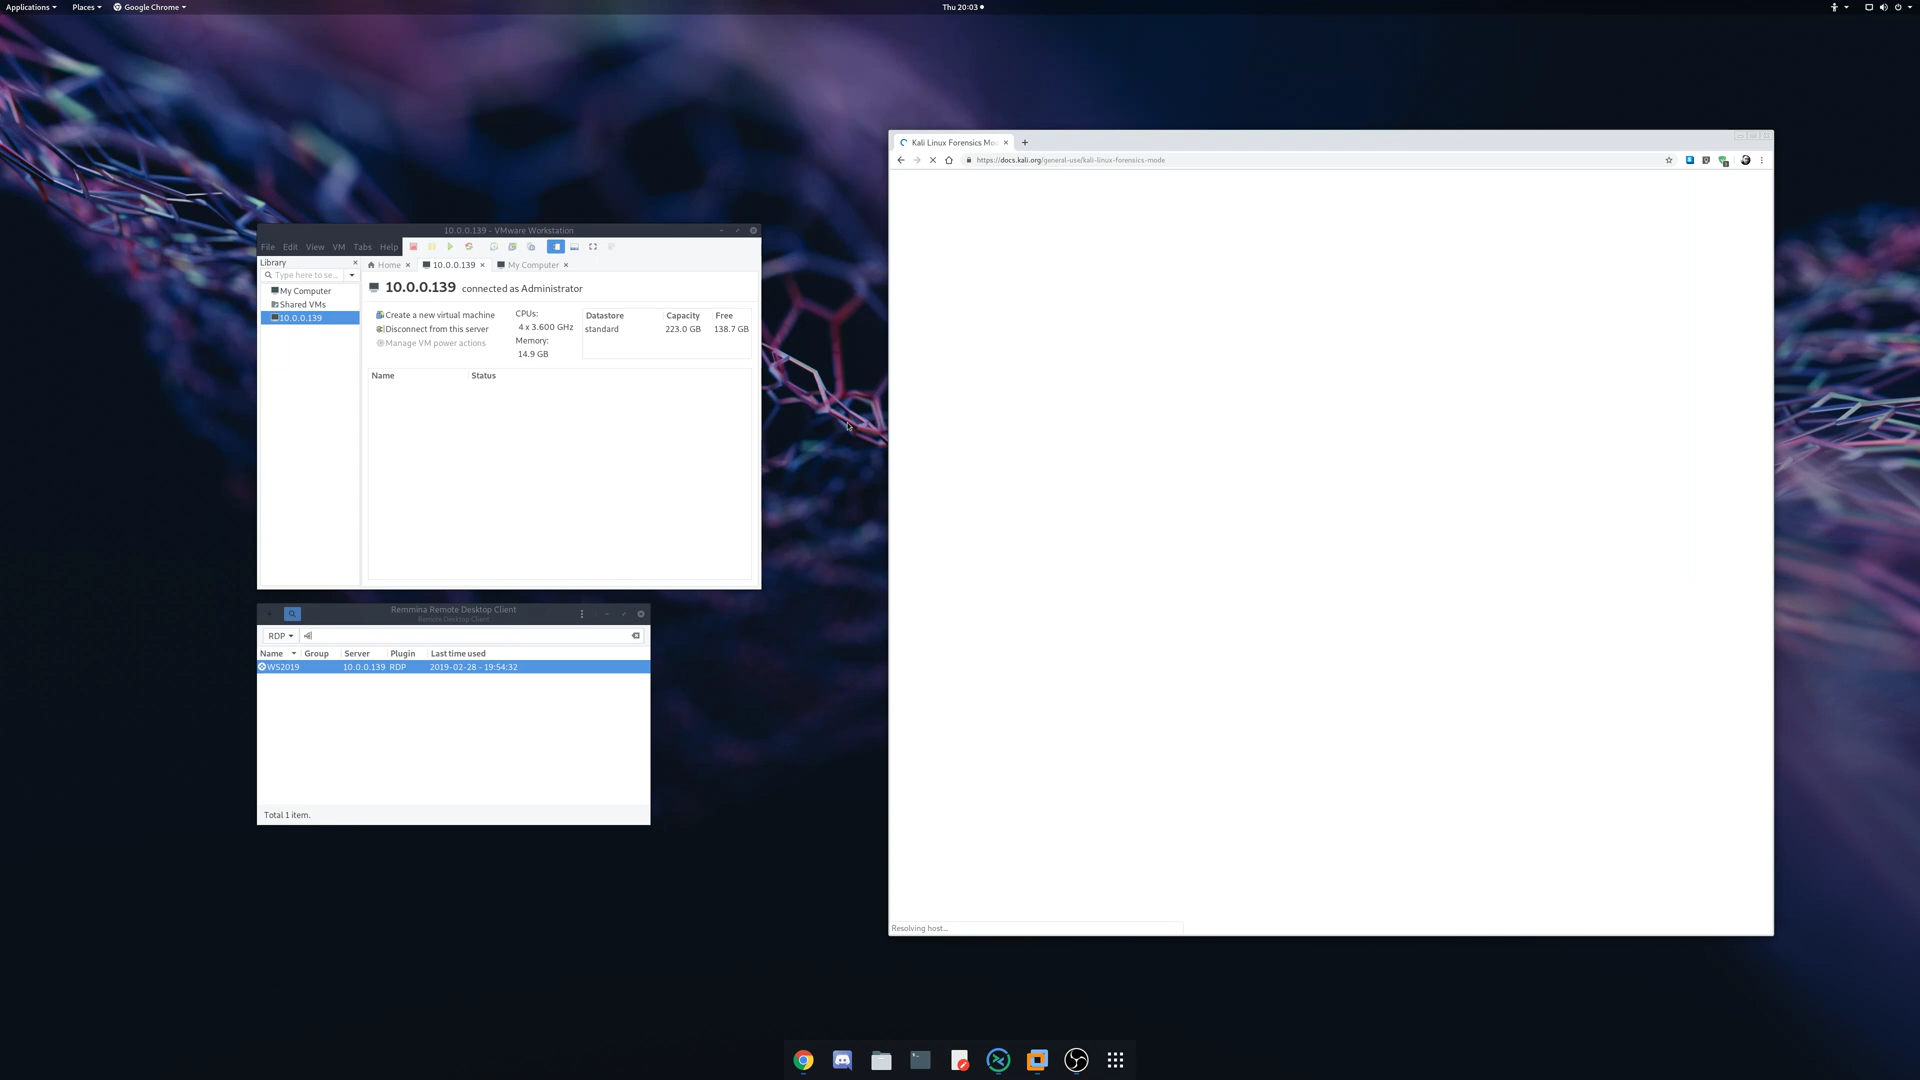 Applications Places Google Chrome Thu 20:03
Kali Linux Forensics Mo
https://docs.kali.org/general-use/kali-linux-forensics-mode
10.0.0.139 - VMware Workstation
File Edit View VM Tabs Help
Library
Home 10.0.0.139 My Computer
Type here to se...
My Computer
Shared VMs
10.0.0.139
10.0.0.139 connected as Administrator
Create a new virtual machine
Disconnect from this server
Manage VM power actions
CPUs:
4 x 3.600 GHz
Memory:
14.9 GB
Datastore Capacity Free
standard 223.0 GB 138.7 GB
Name Status
Remmina Remote Desktop Client
Remote Desktop Client
RDP
Name Group Server Plugin Last time used
WS2019 10.0.0.139 RDP 2019-02-28 - 19:54:32
Total 1 item.
Resolving host...